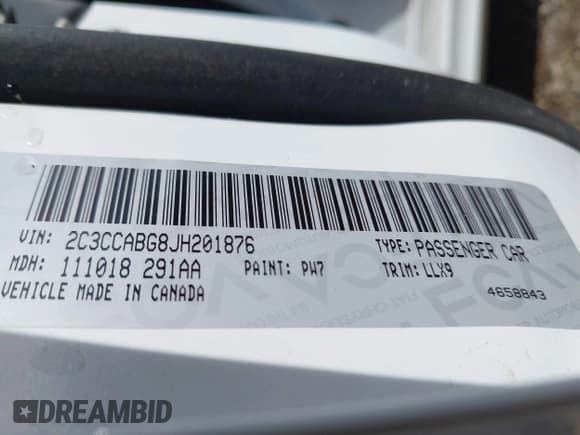 VIN: 2C3CCABG8JH201876 TYPE: PASSENGER CAR
MDH: 111018 291AA PAINT: PW7 TRIM: LLX9
VEHICLE MADE IN CANADA 4658843
DREAMBID